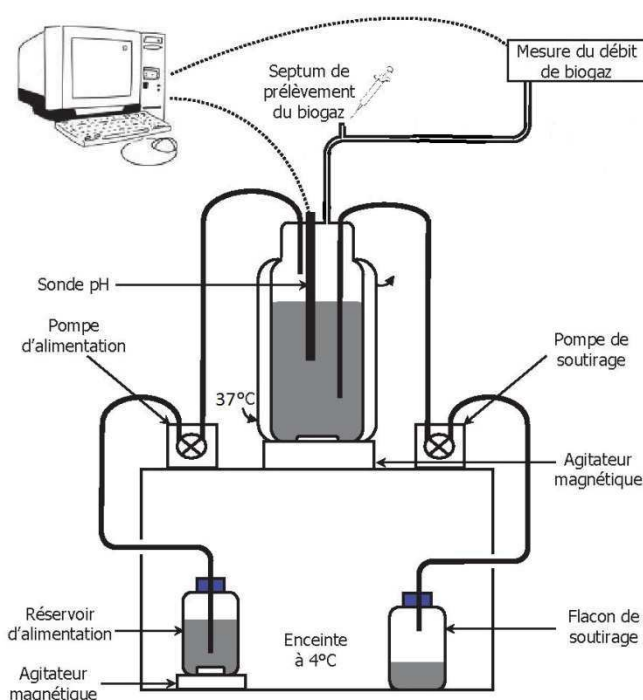 Mesure du débit
de biogaz
Septum de
prélèvement
du biogaz
Sonde pH
Pompe
d'alimentation
Pompe de
soutirage
37°C
Agitateur
magnétique
Réservoir
d'alimentation
Enceinte
à 4°C
Flacon de
soutirage
Agitateur
magnétique